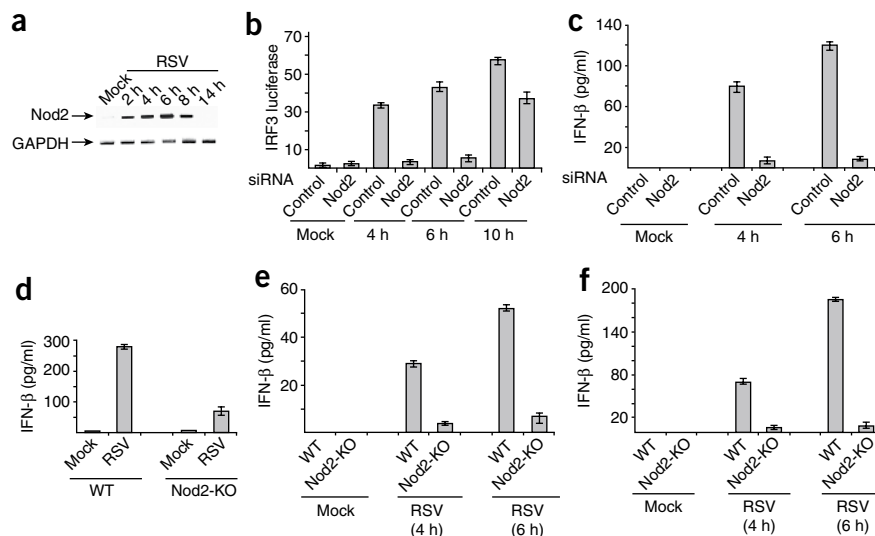 a
RSV
Mock
2 h
4 h
6 h
8 h
14 h
Nod2
GAPDH
b
IRF3 luciferase
70
50
30
10
siRNA
Control
Nod2
Control
Nod2
Control
Nod2
Control
Nod2
Mock
4 h
6 h
10 h
c
IFN-β (pg/ml)
140
100
60
20
siRNA
Control
Nod2
Control
Nod2
Control
Nod2
Mock
4 h
6 h
d
IFN-β (pg/ml)
300
200
100
Mock
RSV
Mock
RSV
WT
Nod2-KO
e
IFN-β (pg/ml)
60
40
20
WT
Nod2-KO
WT
Nod2-KO
WT
Nod2-KO
Mock
RSV
(4 h)
RSV
(6 h)
f
IFN-β (pg/ml)
200
140
80
20
WT
Nod2-KO
WT
Nod2-KO
WT
Nod2-KO
Mock
RSV
(4 h)
RSV
(6 h)